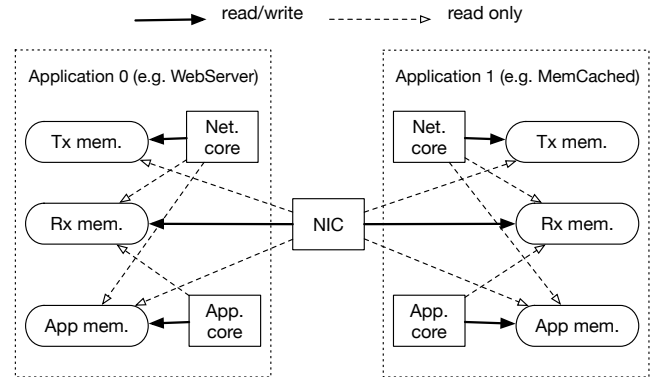 read/write read only
Application 0 (e.g. WebServer) Application 1 (e.g. MemCached)
Tx mem. Net. core Net. core Tx mem.
Rx mem. NIC Rx mem.
App mem. App. core App. core App mem.